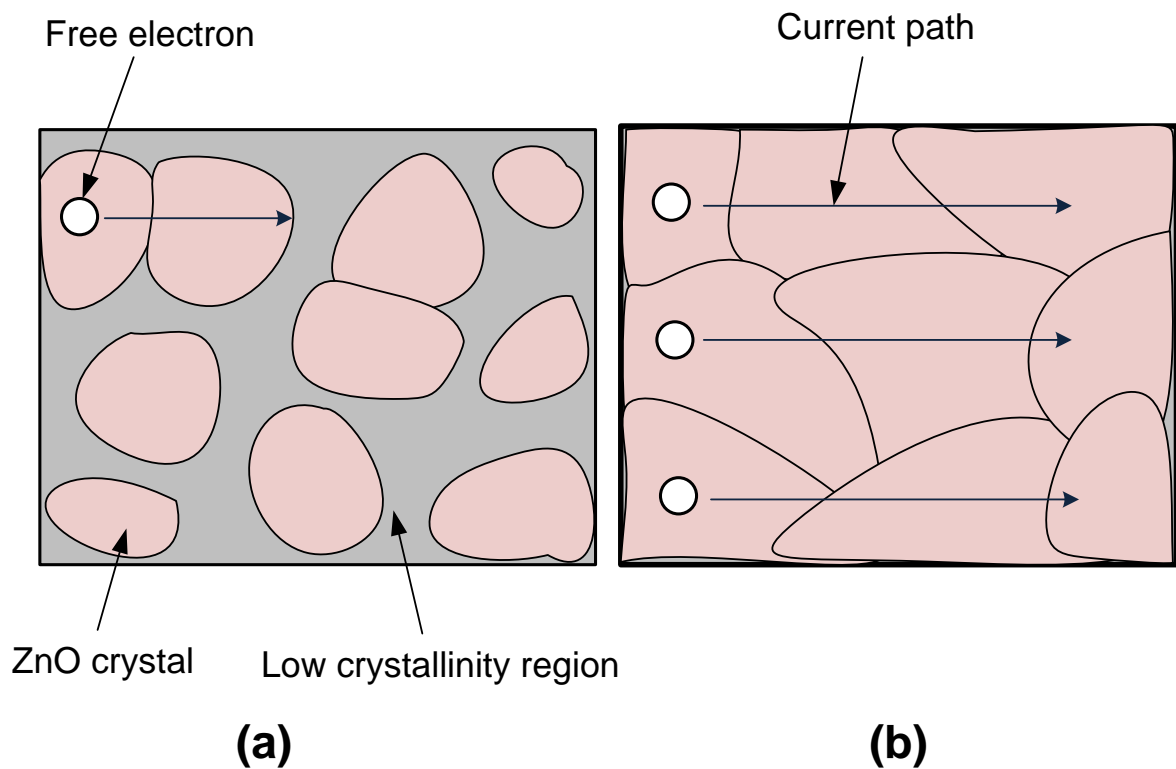 Free electron
Current path
ZnO crystal
Low crystallinity region
(a)
(b)